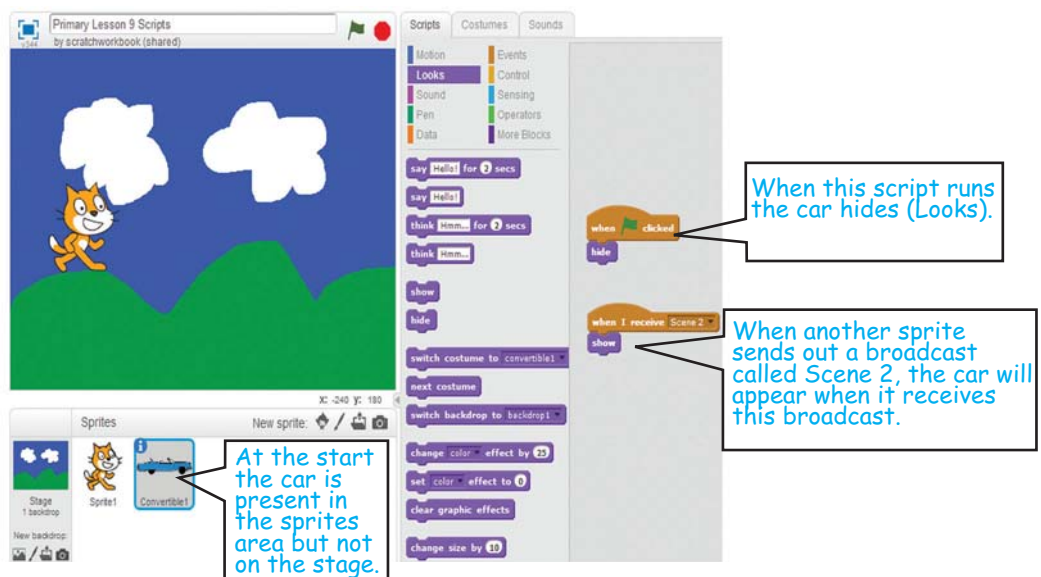 Primary Lesson 9 Scripts
by scratchworkbook (shared)
v344
Scripts
Costumes
Sounds
Motion
Events
Looks
Control
Sound
Sensing
Pen
Operators
Data
More Blocks
say Hello! for 2 secs
say Hello!
think Hmm... for 2 secs
think Hmm...
show
hide
switch costume to convertible1
next costume
switch backdrop to backdrop1
change color effect by 25
set color effect to 0
clear graphic effects
change size by 10
when clicked
hide
when I receive Scene 2
show
When this script runs
the car hides (Looks).
When another sprite
sends out a broadcast
called Scene 2, the car will
appear when it receives
this broadcast.
X: -240 y: 180
Sprites
New sprite:
Stage
1 backdrop
New backdrop:
Sprite1
Convertible1
At the start
the car is
present in
the sprites
area but not
on the stage.